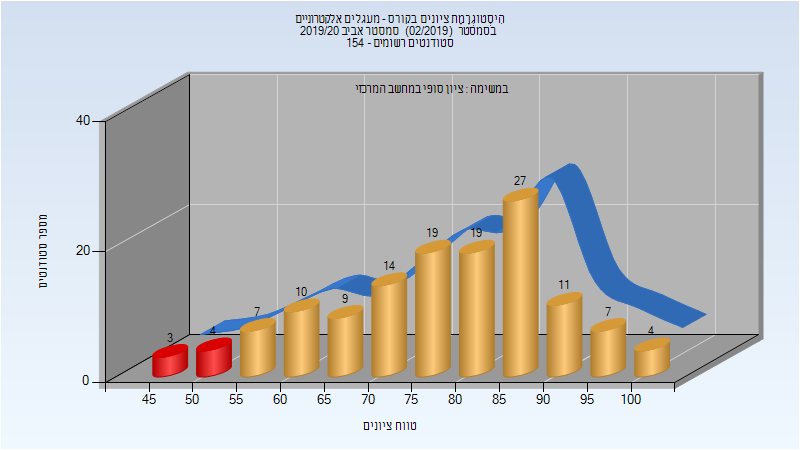 היסטוגרמת ציונים בקורס - מעגלים אלקטרוניים
בסמסטר (02/2019) סמסטר אביב 2019/20
סטודנטים רשומים - 154
במשימה : ציון סופי במחשב המרכזי
מספר סטודנטים
40
20
0
3
4
7
10
9
14
19
19
27
11
7
4
45 50 55 60 65 70 75 80 85 90 95 100
טווח ציונים